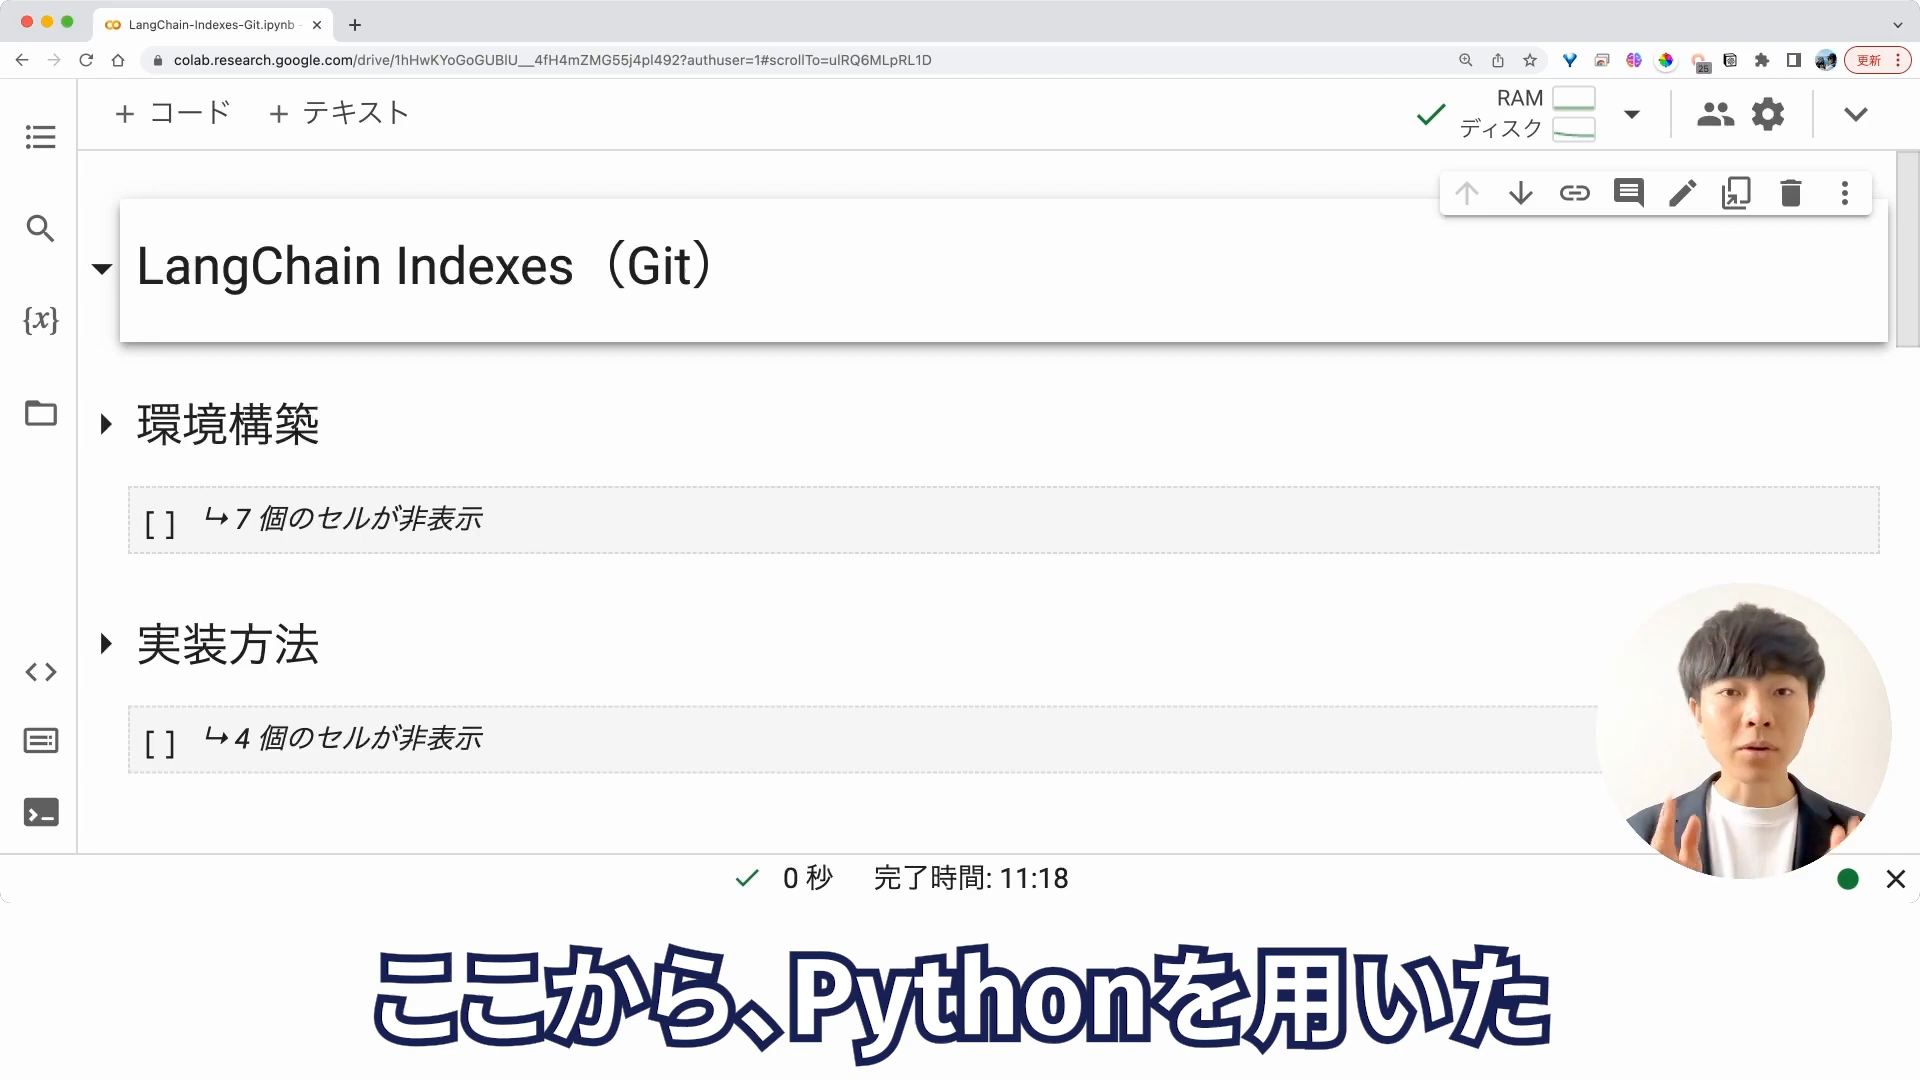 LangChain-Indexes-Git.ipynb
colab.research.google.com/drive/1hHwKYoGoGUBlU__4fH4mZMG55j4pl492?authuser=1#scrollTo=ulRQ6MLpRL1D
25
更新
+ コード + テキスト
RAM
ディスク
LangChain Indexes（Git）
{x}
環境構築
[ ] ↳ 7 個のセルが非表示
実装方法
[ ] ↳ 4 個のセルが非表示
0 秒 完了時間: 11:18
ここから、Pythonを用いた